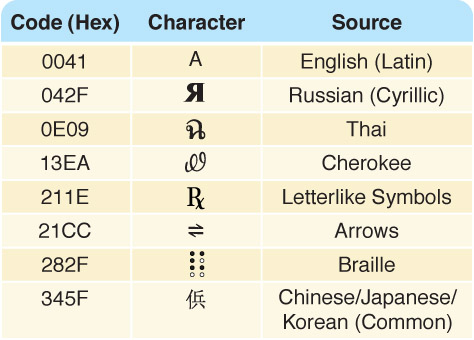 Code (Hex) Character Source
0041 A English (Latin)
042F Я Russian (Cyrillic)
0E09 ฉ Thai
13EA Ꮺ Cherokee
211E ℞ Letterlike Symbols
21CC ⇌ Arrows
282F ⠯ Braille
345F 㑟 Chinese/Japanese/
Korean (Common)